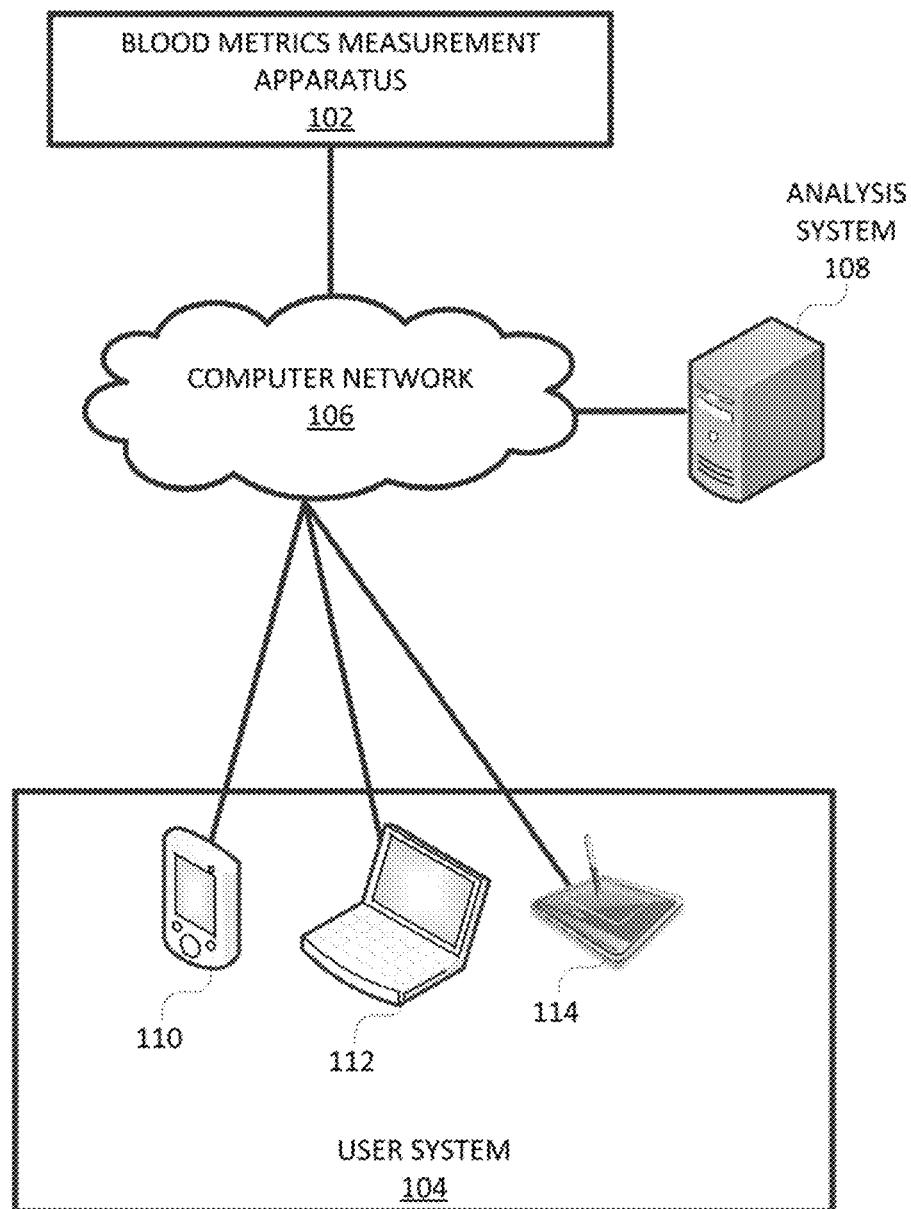 BLOOD METRICS MEASUREMENT
APPARATUS
102
ANALYSIS
SYSTEM
108
COMPUTER NETWORK
106
110
112
114
USER SYSTEM
104